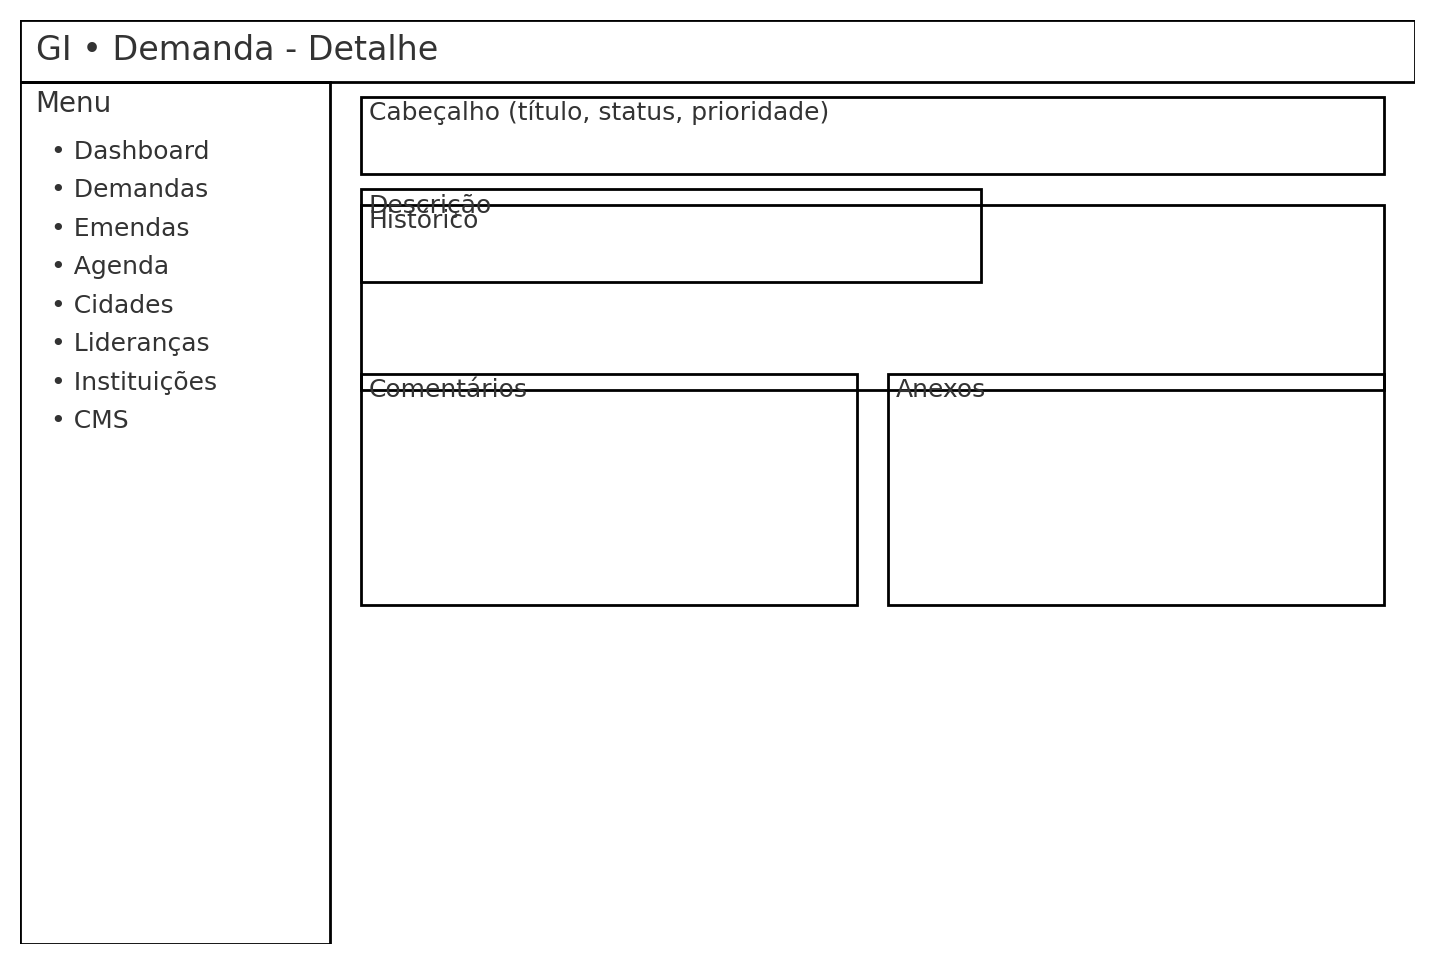 GI • Demanda - Detalhe
Menu
• Dashboard
• Demandas
• Emendas
• Agenda
• Cidades
• Lideranças
• Instituições
• CMS
Cabeçalho (título, status, prioridade)
Descrição
Histórico
Comentários
Anexos